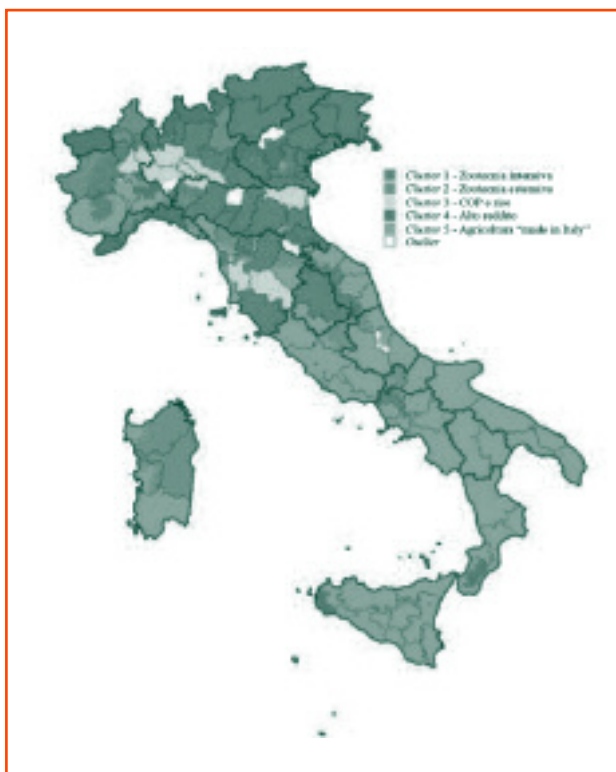 Cluster 1 - Zootecnia intensiva
Cluster 2 - Zootecnia estensiva
Cluster 3 - COP e riso
Cluster 4 - Alto reddito
Cluster 5 - Agricoltura "made in Italy"
Outlier